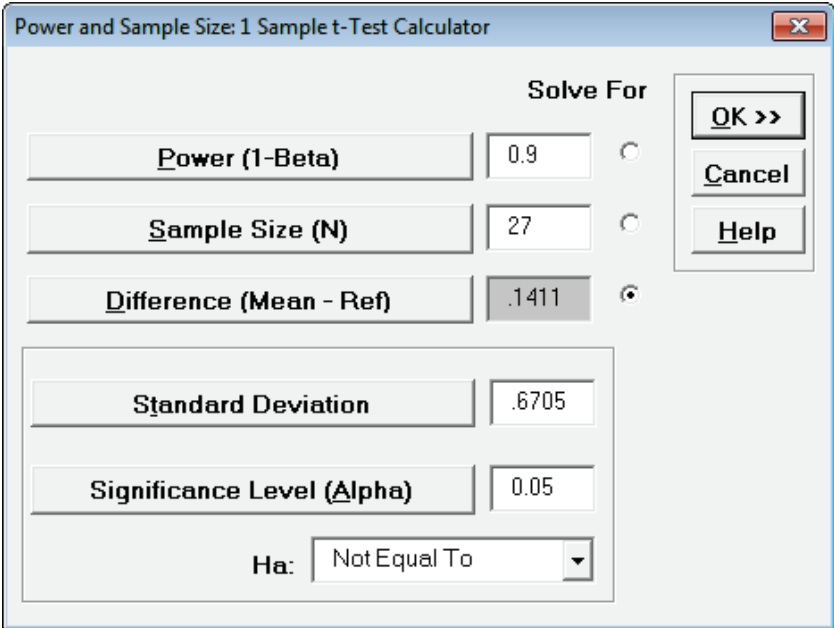 Power and Sample Size: 1 Sample t-Test Calculator
Solve For
Power (1-Beta) 0.9
Sample Size (N) 27
Difference (Mean - Ref) .1411
Standard Deviation .6705
Significance Level (Alpha) 0.05
Ha: Not Equal To
OK >>
Cancel
Help